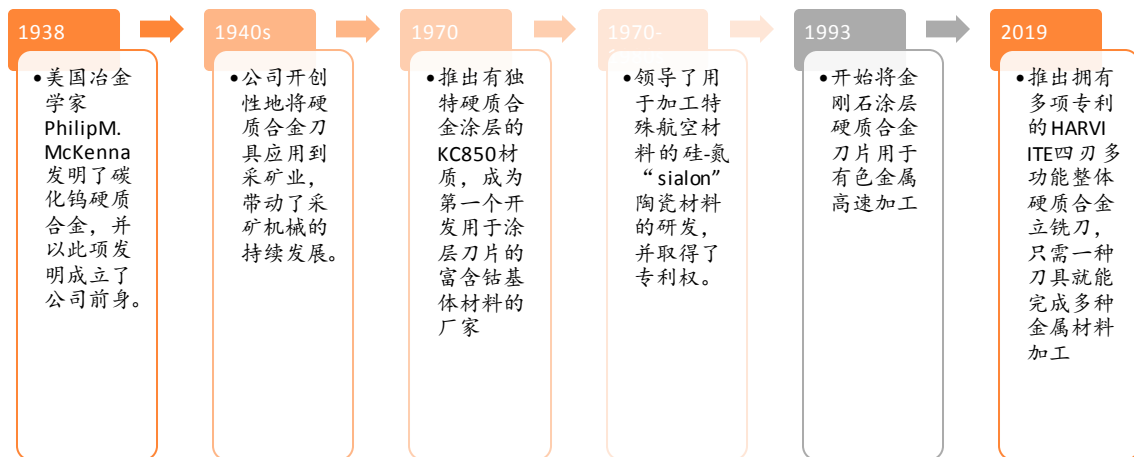 1938
•美国冶金
学家
PhilipM.
McKenna
发明了碳
化钨硬质
合金，并
以此项发
明成立了
公司前身。
1940s
•公司开创
性地将硬
质合金刀
具应用到
采矿业，
带动了采
矿机械的
持续发展。
1970
•推出有独
特硬质合
金涂层的
KC850材
质，成为
第一个开
发用于涂
层刀片的
富含钴基
体材料的
厂家
1970-
•领导了用
于加工特
殊航空材
料的硅-氮
“sialon”
陶瓷材料
的研发，
并取得了
专利权。
1993
•开始将金
刚石涂层
硬质合金
刀片用于
有色金属
高速加工
2019
•推出拥有
多项专利
的HARVI
ITE四刃多
功能整体
硬质合金
立铣刀，
只需一种
刀具就能
完成多种
金属材料
加工